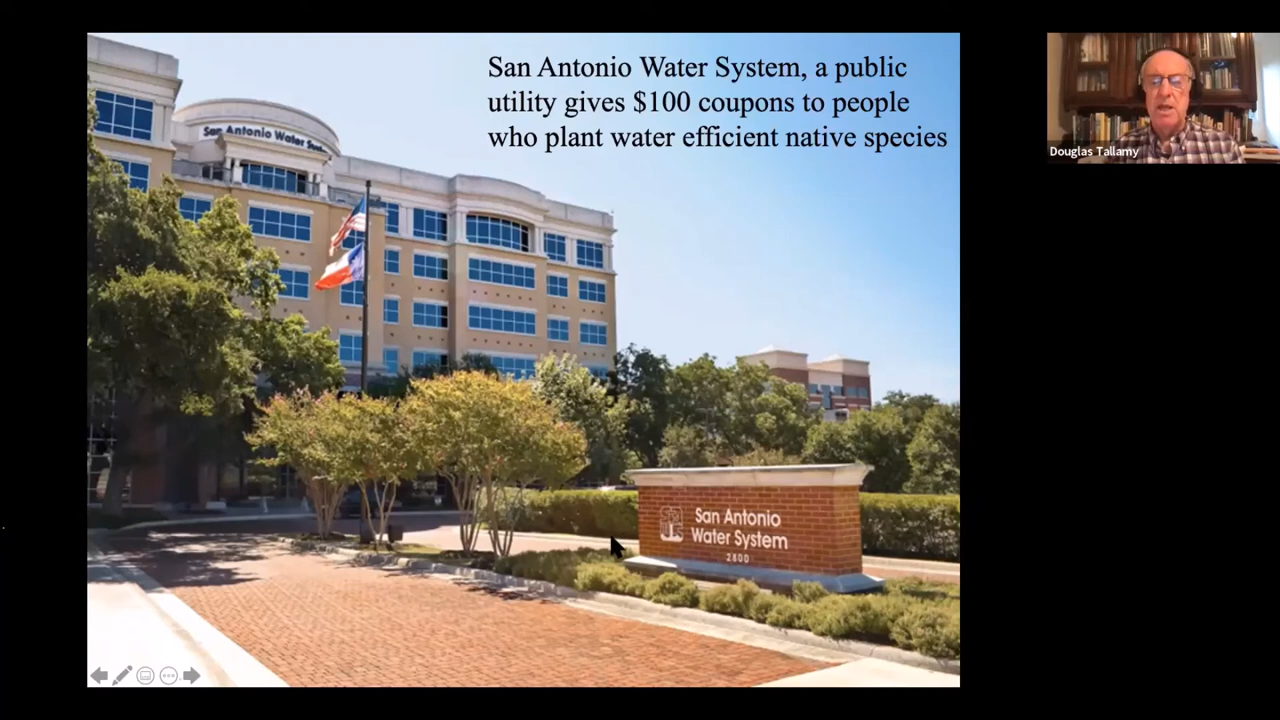 San Antonio Water System, a public
utility gives $100 coupons to people
who plant water efficient native species
Douglas Tallamy
San Antonio Water
San Antonio
Water System
2800